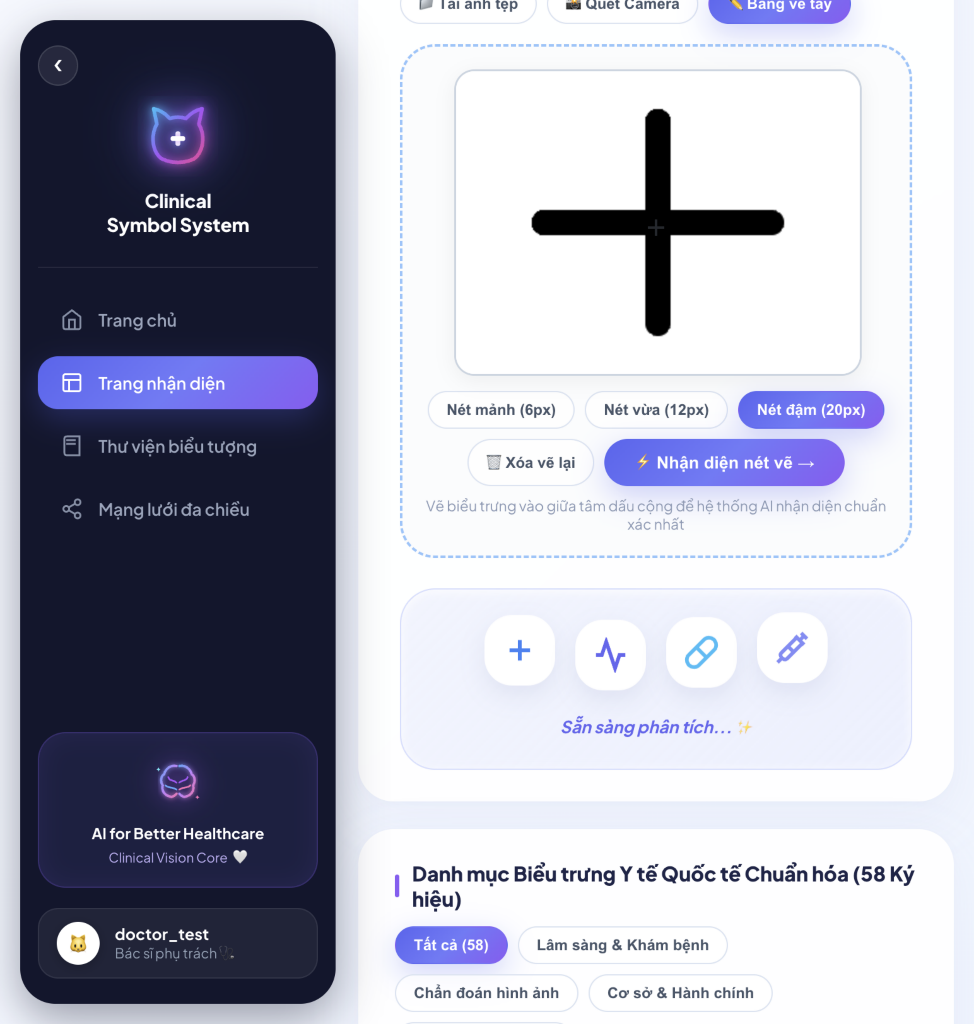 Clinical
Symbol System
Trang chủ
Trang nhận diện
Thư viện biểu tượng
Mạng lưới đa chiều
AI for Better Healthcare
Clinical Vision Core 🤍
doctor_test
Bác sĩ phụ trách 🩺
Tải ảnh tệp
Quét Camera
Bảng vẽ tay
Nét mảnh (6px)
Nét vừa (12px)
Nét đậm (20px)
Xóa vẽ lại
⚡ Nhận diện nét vẽ →
Vẽ biểu trưng vào giữa tâm dấu cộng để hệ thống AI nhận diện chuẩn
xác nhất
Sẵn sàng phân tích... ✨
Danh mục Biểu trưng Y tế Quốc tế Chuẩn hóa (58 Ký
hiệu)
Tất cả (58)
Lâm sàng & Khám bệnh
Chẩn đoán hình ảnh
Cơ sở & Hành chính